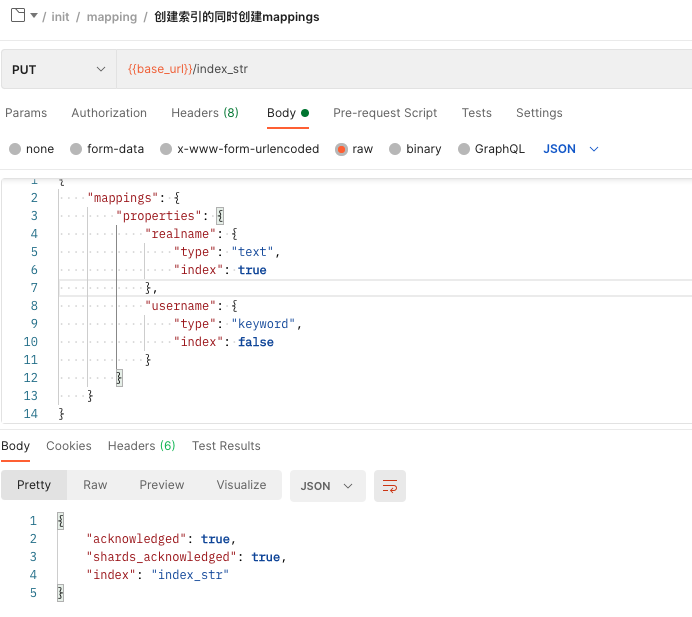 / init / mapping / 创建索引的同时创建mappings
PUT {{base_url}}/index_str
Params Authorization Headers (8) Body Pre-request Script Tests Settings
none form-data x-www-form-urlencoded raw binary GraphQL JSON
1 {
2 "mappings": {
3 "properties": {
4 "realname": {
5 "type": "text",
6 "index": true
7 },
8 "username": {
9 "type": "keyword",
10 "index": false
11 }
12 }
13 }
14 }
Body Cookies Headers (6) Test Results
Pretty Raw Preview Visualize JSON
1 {
2 "acknowledged": true,
3 "shards_acknowledged": true,
4 "index": "index_str"
5 }